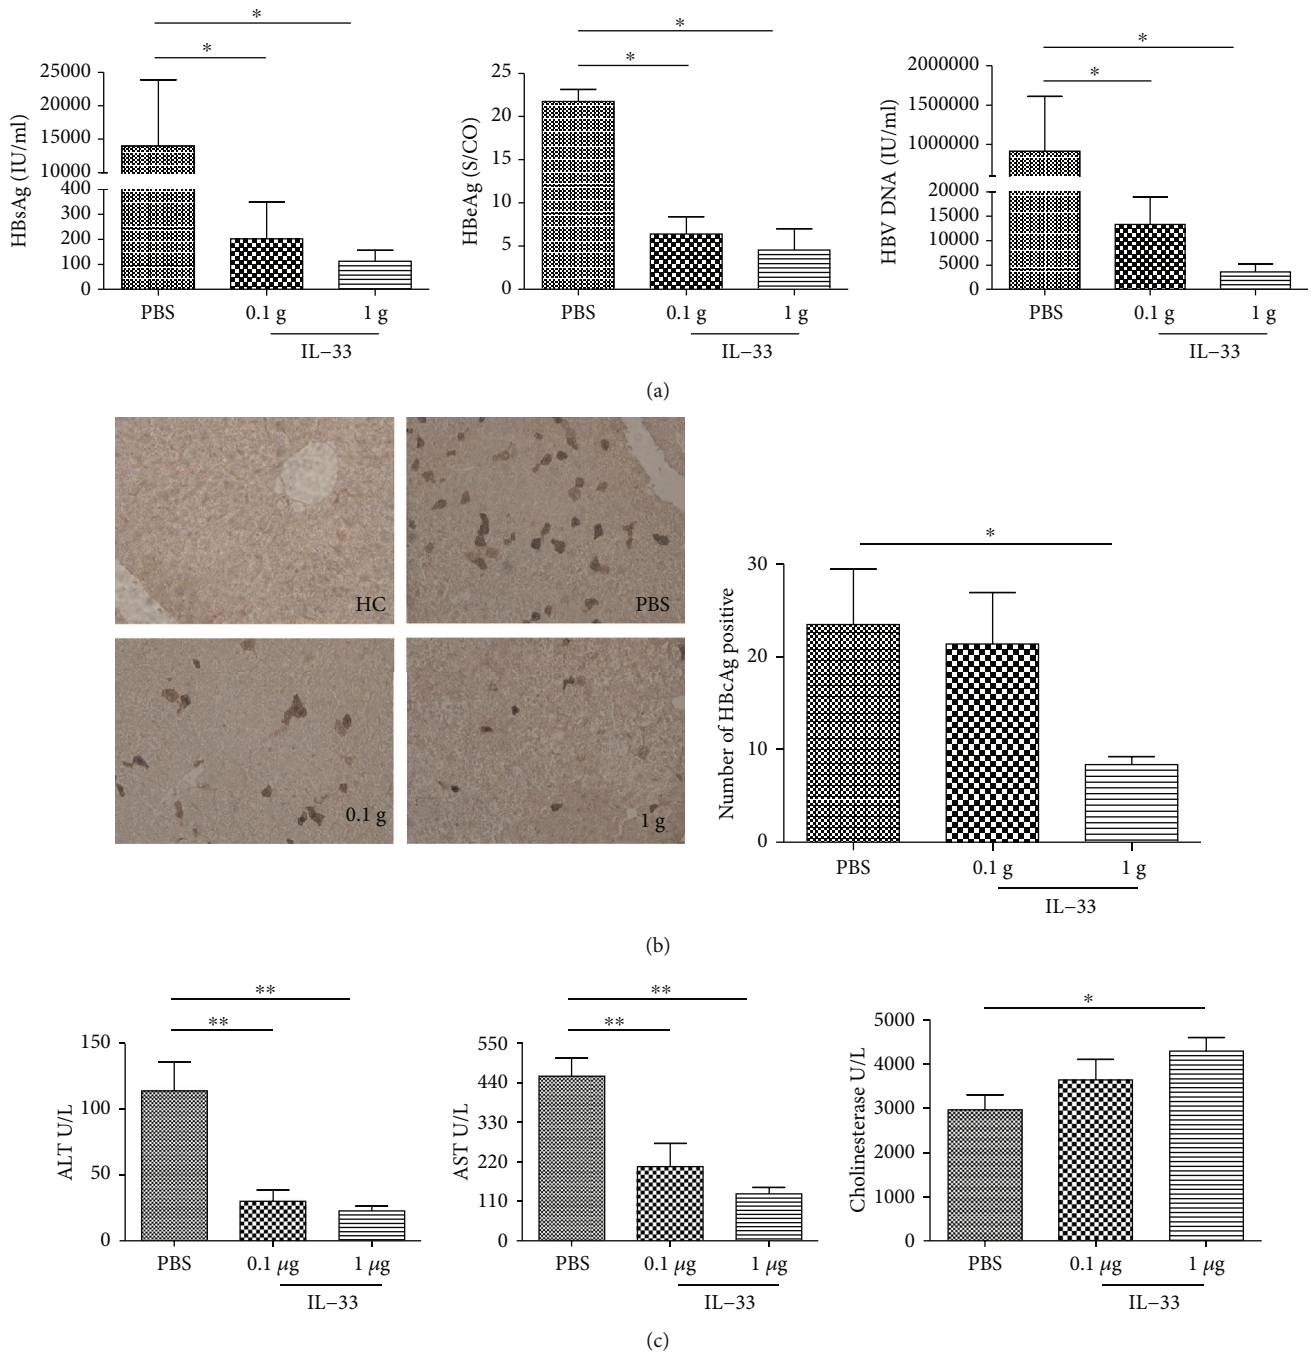 * * *
* * *
HBsAg (IU/ml)
25000
20000
15000
10000
400
300
200
100
0
PBS 0.1 g 1 g
IL−33
HBeAg (S/CO)
25
20
15
10
5
0
PBS 0.1 g 1 g
IL−33
HBV DNA (IU/ml)
2000000
1500000
1000000
20000
15000
10000
5000
0
PBS 0.1 g 1 g
IL−33
(a)
HC
PBS
0.1 g
1 g
*
Number of HBcAg positive
30
20
10
0
PBS 0.1 g 1 g
IL−33
(b)
**
**
ALT U/L
150
100
50
0
PBS 0.1 μg 1 μg
IL−33
**
**
AST U/L
550
440
330
220
110
0
PBS 0.1 μg 1 μg
IL−33
*
Cholinesterase U/L
5000
4000
3000
2000
1000
0
PBS 0.1 μg 1 μg
IL−33
(c)